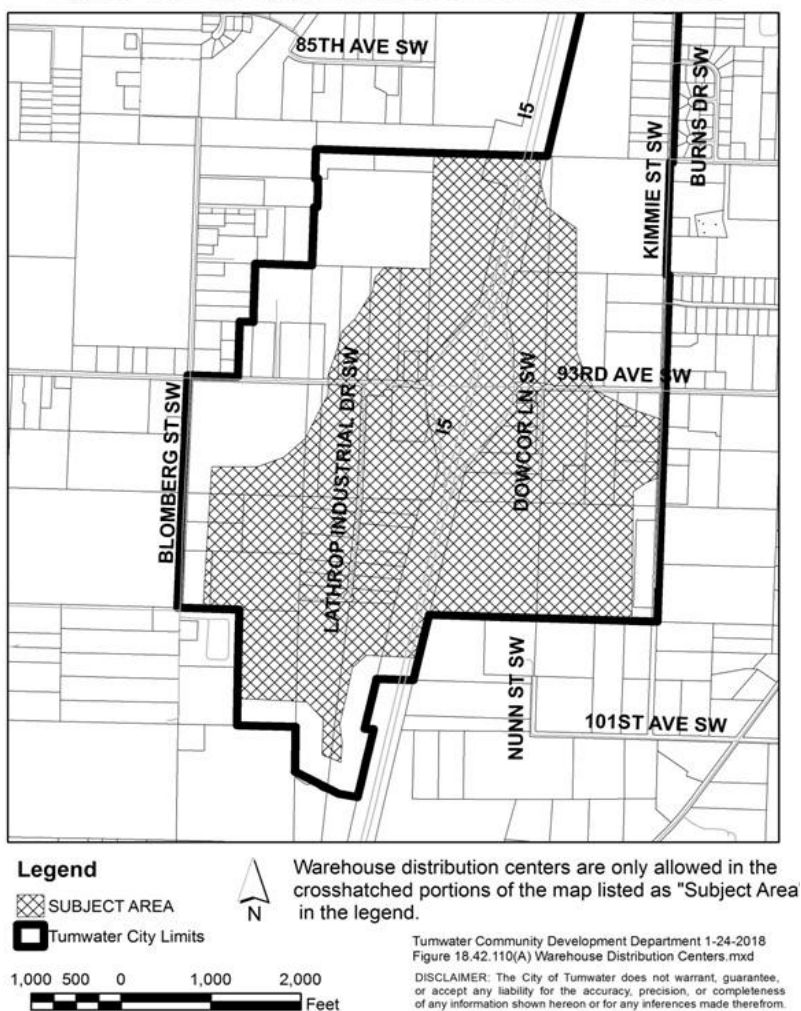 85TH AVE SW
I5
KIMMIE ST SW
BURNS DR SW
93RD AVE SW
LATHROP INDUSTRIAL DR SW
I5
DOWCOR LN SW
BLOMBERG ST SW
NUNN ST SW
101ST AVE SW
Legend
SUBJECT AREA
Tumwater City Limits
N
Warehouse distribution centers are only allowed in the
crosshatched portions of the map listed as "Subject Area"
in the legend.
Tumwater Community Development Department 1-24-2018
Figure 18.42.110(A) Warehouse Distribution Centers.mxd
DISCLAIMER: The City of Tumwater does not warrant, guarantee,
or accept any liability for the accuracy, precision, or completeness
of any information shown hereon or for any inferences made therefrom.
1,000 500 0 1,000 2,000
Feet